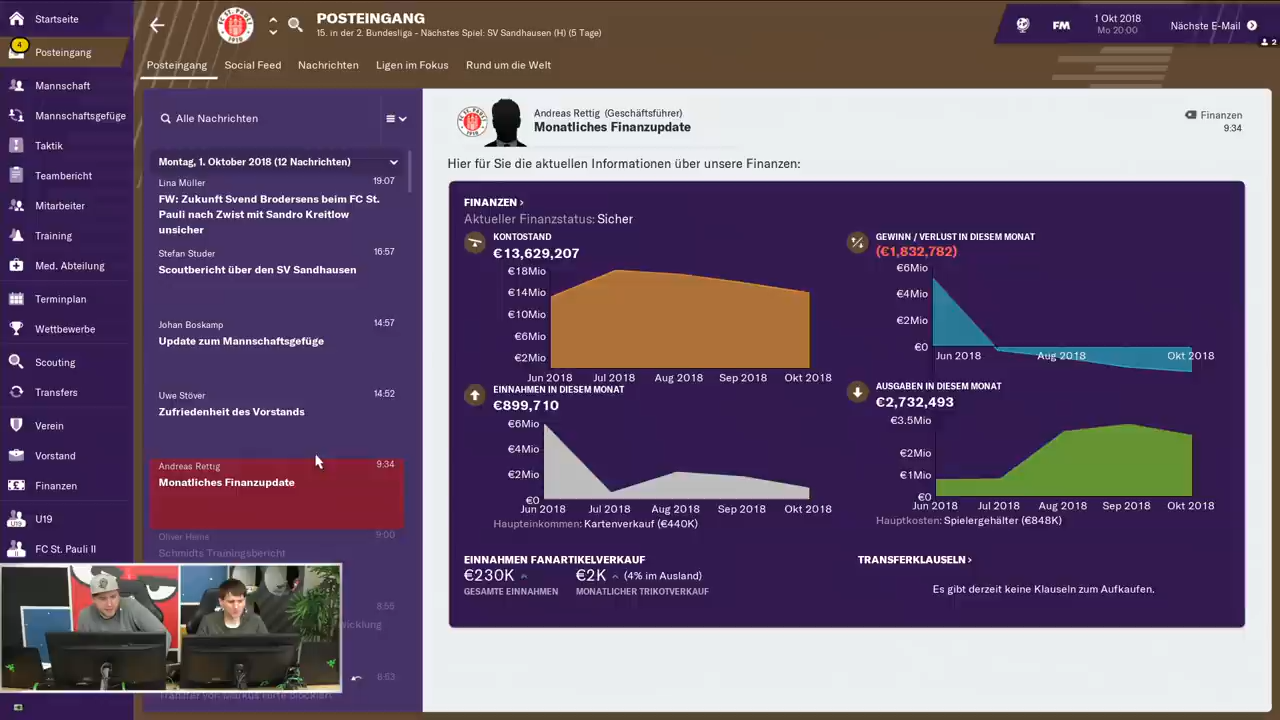 Startseite
4
Posteingang
Mannschaft
Mannschaftsgefüge
Taktik
Teambericht
Mitarbeiter
Training
Med. Abteilung
Terminplan
Wettbewerbe
Scouting
Transfers
Verein
Vorstand
Finanzen
U19
FC St. Pauli II
POSTEINGANG
15. in der 2. Bundesliga - Nächstes Spiel: SV Sandhausen (H) (5 Tage)
FM
1 Okt 2018
Mo 20:00
Nächste E-Mail
2
Posteingang
Social Feed
Nachrichten
Ligen im Fokus
Rund um die Welt
Alle Nachrichten
Montag, 1. Oktober 2018 (12 Nachrichten)
Lina Müller 19:07
FW: Zukunft Svend Brodersens beim FC St.
Pauli nach Zwist mit Sandro Kreitlow
unsicher
Stefan Studer 16:57
Scoutbericht über den SV Sandhausen
Johan Boskamp 14:57
Update zum Mannschaftsgefüge
Uwe Stöver 14:52
Zufriedenheit des Vorstands
Andreas Rettig 9:34
Monatliches Finanzupdate
9:00
Schmidts Trainingsbericht
8:55
8:53
Andreas Rettig (Geschäftsführer)
Monatliches Finanzupdate
Finanzen
9:34
Hier für Sie die aktuellen Informationen über unsere Finanzen:
FINANZEN ›
Aktueller Finanzstatus: Sicher
KONTOSTAND
€13,629,207
€18Mio
€14Mio
€10Mio
€6Mio
€2Mio
Jun 2018 Jul 2018 Aug 2018 Sep 2018 Okt 2018
GEWINN / VERLUST IN DIESEM MONAT
(€1,832,782)
€6Mio
€4Mio
€2Mio
€0
Jun 2018 Aug 2018 Okt 2018
EINNAHMEN IN DIESEM MONAT
€899,710
€6Mio
€4Mio
€2Mio
€0
Jun 2018 Jul 2018 Aug 2018 Sep 2018 Okt 2018
Haupteinkommen: Kartenverkauf (€440K)
AUSGABEN IN DIESEM MONAT
€2,732,493
€3.5Mio
€2Mio
€1Mio
€0
Jun 2018 Jul 2018 Aug 2018 Sep 2018 Okt 2018
Hauptkosten: Spielergehälter (€848K)
EINNAHMEN FANARTIKELVERKAUF
€230K
GESAMTE EINNAHMEN
€2K (4% im Ausland)
MONATLICHER TRIKOTVERKAUF
TRANSFERKLAUSELN ›
Es gibt derzeit keine Klauseln zum Aufkaufen.